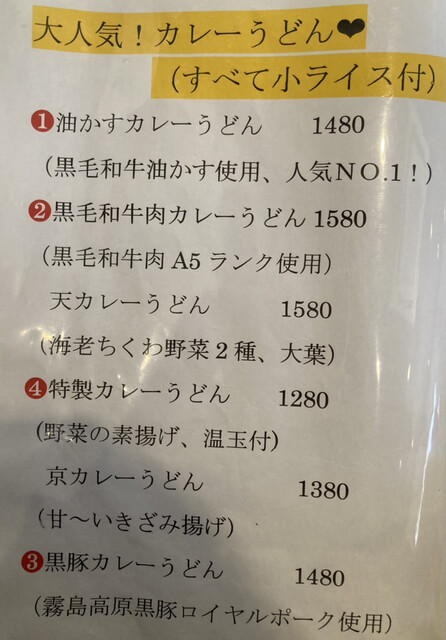 大人気！カレーうどん❤
（すべて小ライス付）
❶油かすカレーうどん 1480
（黒毛和牛油かす使用、人気NO.1！）
❷黒毛和牛肉カレーうどん 1580
（黒毛和牛肉A5ランク使用）
天カレーうどん 1580
（海老ちくわ野菜２種、大葉）
❹特製カレーうどん 1280
（野菜の素揚げ、温玉付）
京カレーうどん 1380
（甘～いきざみ揚げ）
❸黒豚カレーうどん 1480
（霧島高原黒豚ロイヤルポーク使用）